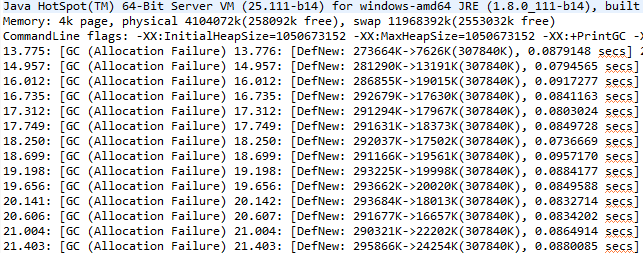 Java HotSpot(TM) 64-Bit Server VM (25.111-b14) for windows-amd64 JRE (1.8.0_111-b14), built
Memory: 4k page, physical 4104072k(258092k free), swap 11968392k(2553032k free)
CommandLine flags: -XX:InitialHeapSize=1050673152 -XX:MaxHeapSize=1050673152 -XX:+PrintGC -X
13.775: [GC (Allocation Failure) 13.776: [DefNew: 273664K->7626K(307840K), 0.0879148 secs] 2
14.957: [GC (Allocation Failure) 14.957: [DefNew: 281290K->13191K(307840K), 0.0794565 secs]
16.012: [GC (Allocation Failure) 16.012: [DefNew: 286855K->19015K(307840K), 0.0917277 secs]
16.735: [GC (Allocation Failure) 16.735: [DefNew: 292679K->17630K(307840K), 0.0841163 secs]
17.312: [GC (Allocation Failure) 17.312: [DefNew: 291294K->17967K(307840K), 0.0803024 secs]
17.749: [GC (Allocation Failure) 17.749: [DefNew: 291631K->18373K(307840K), 0.0849728 secs]
18.250: [GC (Allocation Failure) 18.250: [DefNew: 292037K->17502K(307840K), 0.0736669 secs]
18.699: [GC (Allocation Failure) 18.699: [DefNew: 291166K->19561K(307840K), 0.0957170 secs]
19.198: [GC (Allocation Failure) 19.198: [DefNew: 293225K->19998K(307840K), 0.0884177 secs]
19.656: [GC (Allocation Failure) 19.656: [DefNew: 293662K->20020K(307840K), 0.0849588 secs]
20.141: [GC (Allocation Failure) 20.142: [DefNew: 293684K->18013K(307840K), 0.0832714 secs]
20.606: [GC (Allocation Failure) 20.607: [DefNew: 291677K->16657K(307840K), 0.0834202 secs]
21.004: [GC (Allocation Failure) 21.004: [DefNew: 290321K->22202K(307840K), 0.0864914 secs]
21.403: [GC (Allocation Failure) 21.403: [DefNew: 295866K->24254K(307840K), 0.0880085 secs]